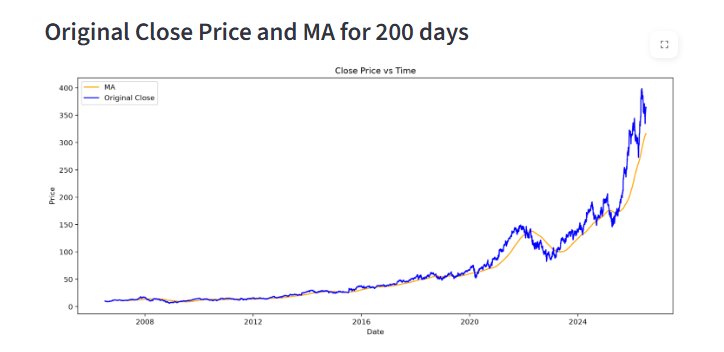 Original Close Price and MA for 200 days
Close Price vs Time
MA
Original Close
Price
400
350
300
250
200
150
100
50
0
2008
2012
2016
2020
2024
Date